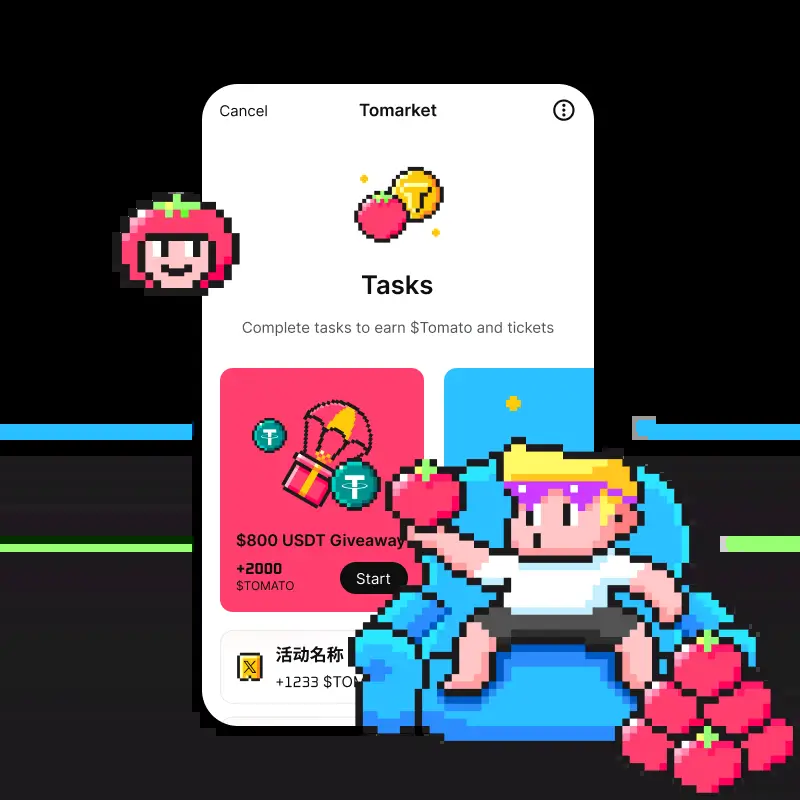 Cancel
Tomarket
Tasks
Complete tasks to earn $Tomato and tickets
$800 USDT Giveaway
+2000
$TOMATO
Start
活动名称
+1233 $TO